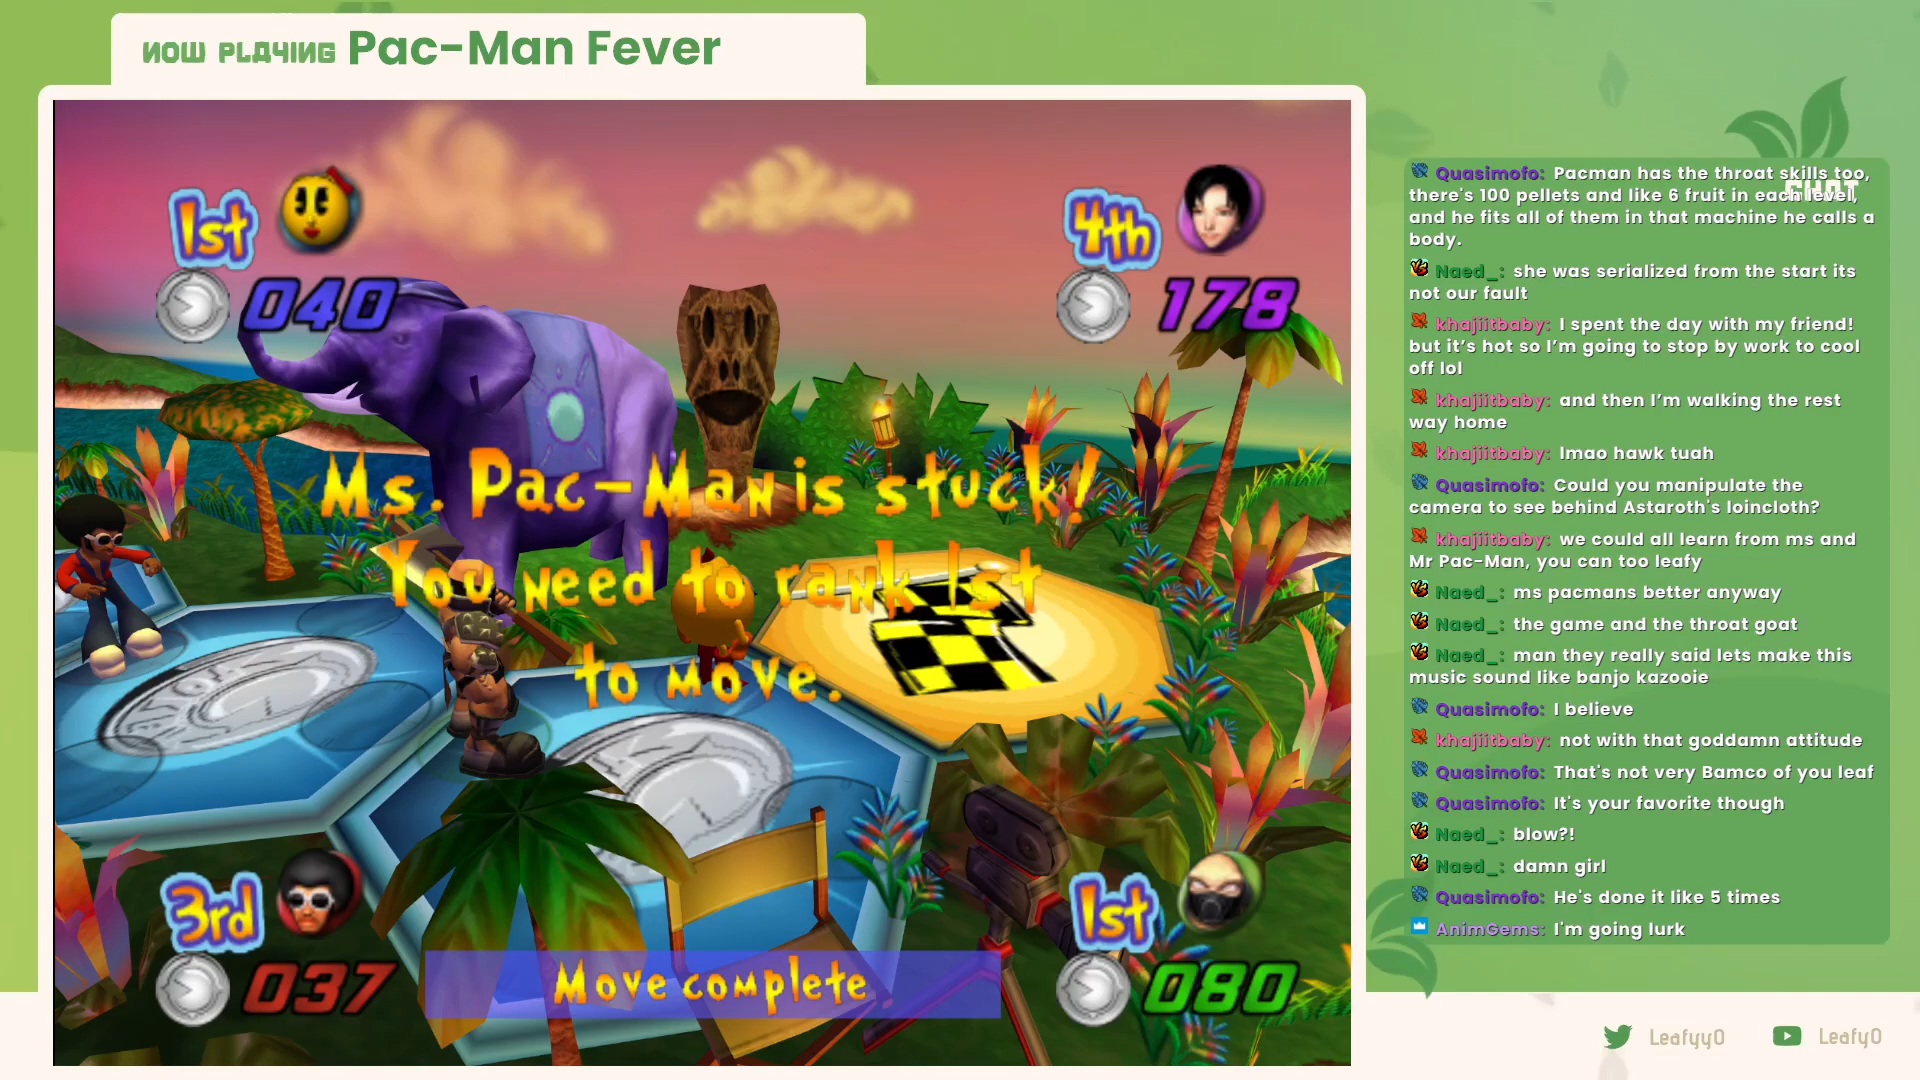 NOW PLAYING Pac-Man Fever
1st
040
4th
178
Ms. Pac-Man is stuck!
You need to rank 1st
to move.
3rd
037
Move complete
1st
080
CHAT
Quasimofo: Pacman has the throat skills too,
there's 100 pellets and like 6 fruit in each level,
and he fits all of them in that machine he calls a
body.
Naed_: she was serialized from the start its
not our fault
khajiitbaby: I spent the day with my friend!
but it’s hot so I’m going to stop by work to cool
off lol
khajiitbaby: and then I’m walking the rest
way home
khajiitbaby: lmao hawk tuah
Quasimofo: Could you manipulate the
camera to see behind Astaroth's loincloth?
khajiitbaby: we could all learn from ms and
Mr Pac-Man, you can too leafy
Naed_: ms pacmans better anyway
Naed_: the game and the throat goat
Naed_: man they really said lets make this
music sound like banjo kazooie
Quasimofo: I believe
khajiitbaby: not with that goddamn attitude
Quasimofo: That's not very Bamco of you leaf
Quasimofo: It's your favorite though
Naed_: blow?!
Naed_: damn girl
Quasimofo: He's done it like 5 times
AnimGems: I'm going lurk
Leafyy0
Leafy0